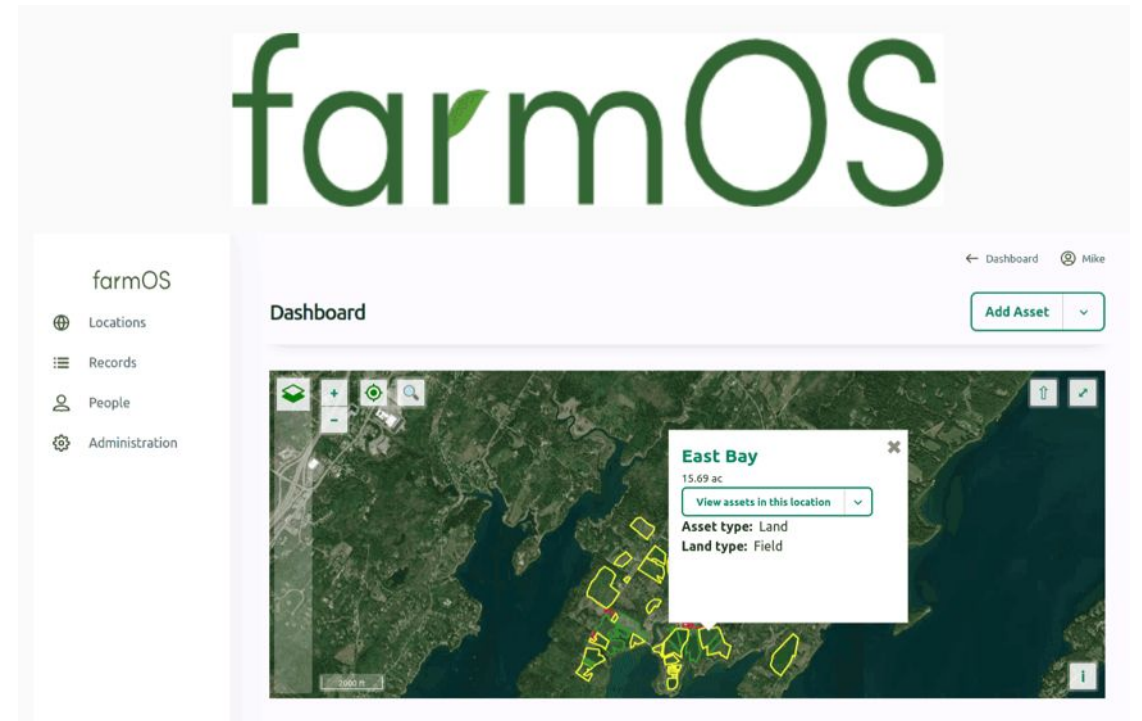 farmOS
farmOS
Locations
Records
People
Administration
← Dashboard
Mike
Dashboard
Add Asset
+
-
East Bay
15.69 ac
View assets in this location
Asset type: Land
Land type: Field
2000 ft
i